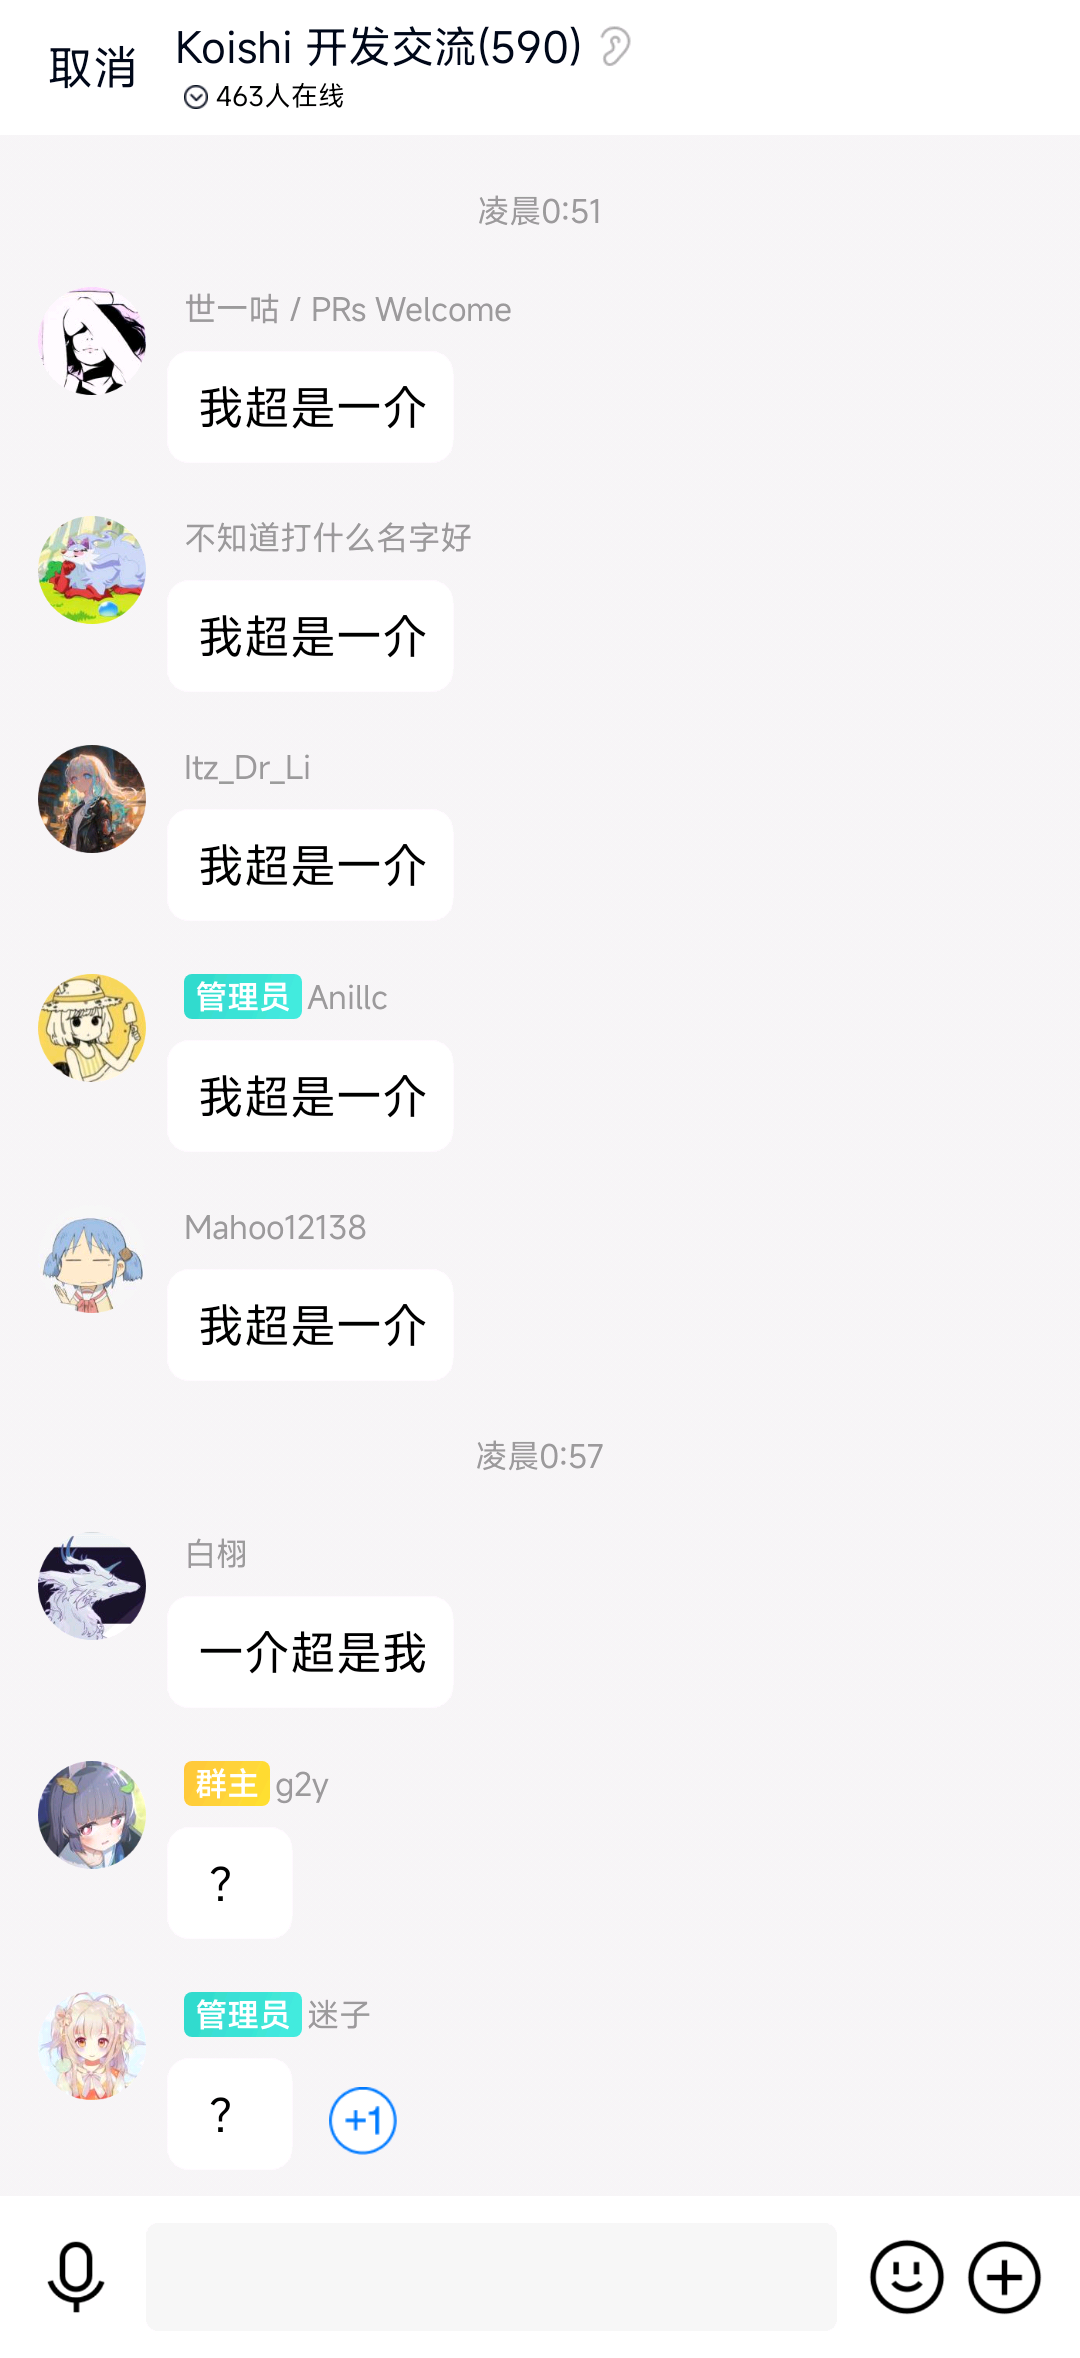 取消
Koishi 开发交流(590)
463人在线
凌晨0:51
世一咕 / PRs Welcome
我超是一介
不知道打什么名字好
我超是一介
Itz_Dr_Li
我超是一介
管理员 Anillc
我超是一介
Mahoo12138
我超是一介
凌晨0:57
白栩
一介超是我
群主 g2y
？
管理员 迷子
？
+1